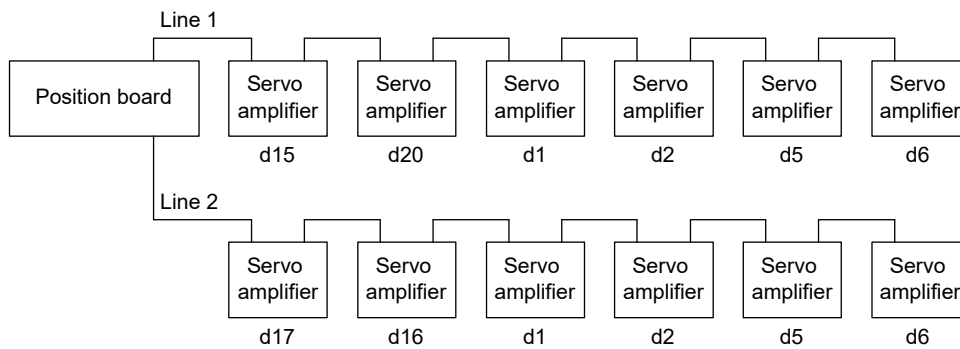 Line 1
Position board
Servo
amplifier
Servo
amplifier
Servo
amplifier
Servo
amplifier
Servo
amplifier
Servo
amplifier
d15
d20
d1
d2
d5
d6
Line 2
Servo
amplifier
Servo
amplifier
Servo
amplifier
Servo
amplifier
Servo
amplifier
Servo
amplifier
d17
d16
d1
d2
d5
d6